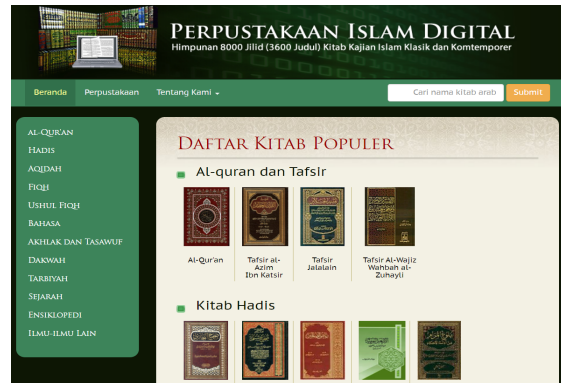 PERPUSTAKAAN ISLAM DIGITAL
Himpunan 8000 Jilid (3600 Judul) Kitab Kajian Islam Klasik dan Komtemporer
Beranda Perpustakaan Tentang Kami Cari nama kitab arab Submit
AL-QUR'AN
HADIS
AQIDAH
FIQH
USHUL FIQH
BAHASA
AKHLAK DAN TASAWUF
DAKWAH
TARBIYAH
SEJARAH
ENSIKLOPEDI
ILMU-ILMU LAIN
DAFTAR KITAB POPULER
Al-quran dan Tafsir
Al-Qur'an
Tafsir al-
Azim
Ibn Katsir
Tafsir
Jalalain
Tafsir Al-Wajiz
Wahbah al-
Zuhayli
Kitab Hadis